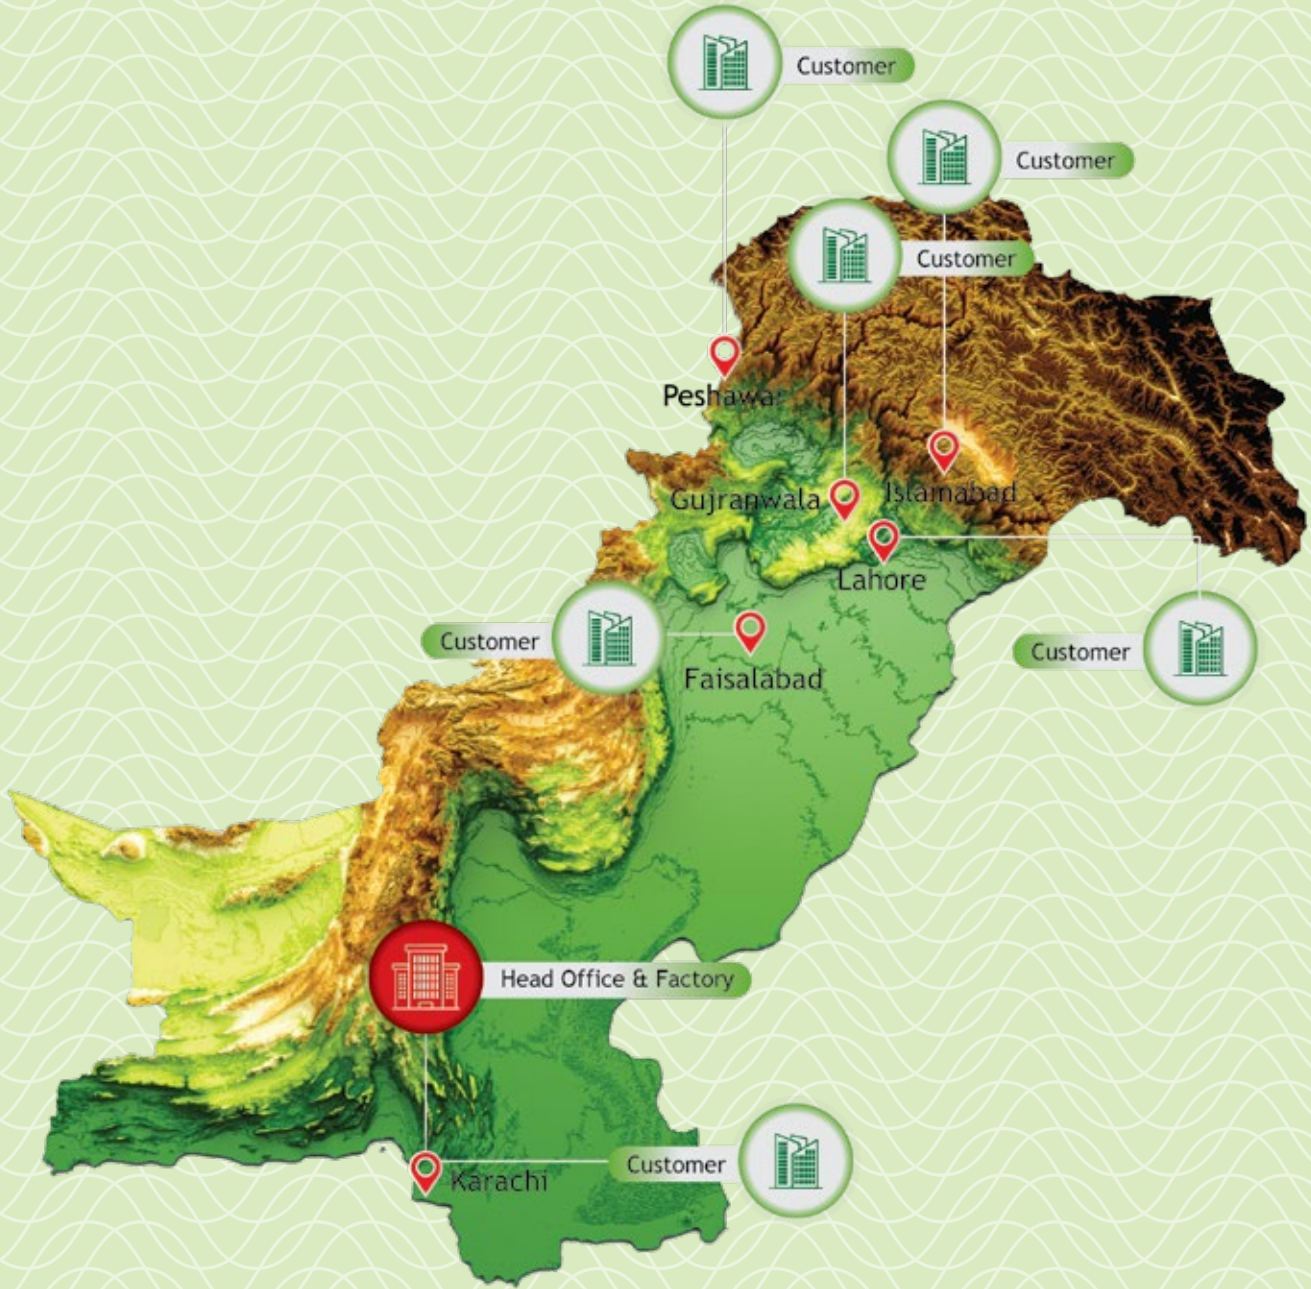 Customer
Customer
Customer
Peshawar
Gujranwala
Islamabad
Lahore
Customer
Customer
Faisalabad
Head Office & Factory
Customer
Karachi